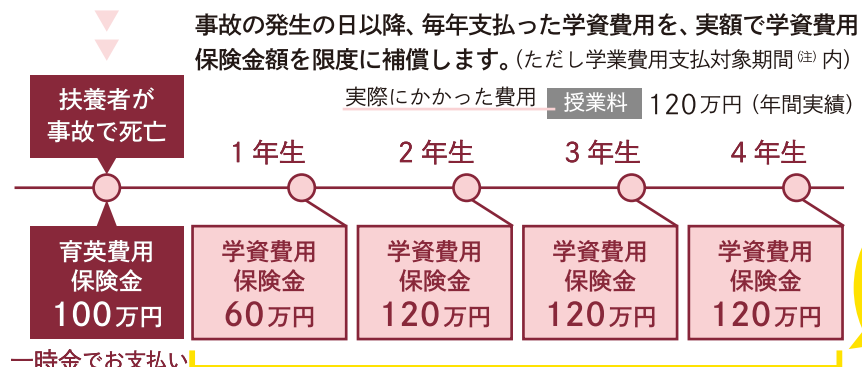 事故の発生の日以降、毎年支払った学資費用を、実額で学資費用
保険金額を限度に補償します。(ただし学業費用支払対象期間(注)内)
実際にかかった費用 授業料 120万円(年間実績)
扶養者が
事故で死亡
1年生 2年生 3年生 4年生
育英費用
保険金
100万円
学資費用
保険金
60万円
学資費用
保険金
120万円
学資費用
保険金
120万円
学資費用
保険金
120万円
一時金でお支払い